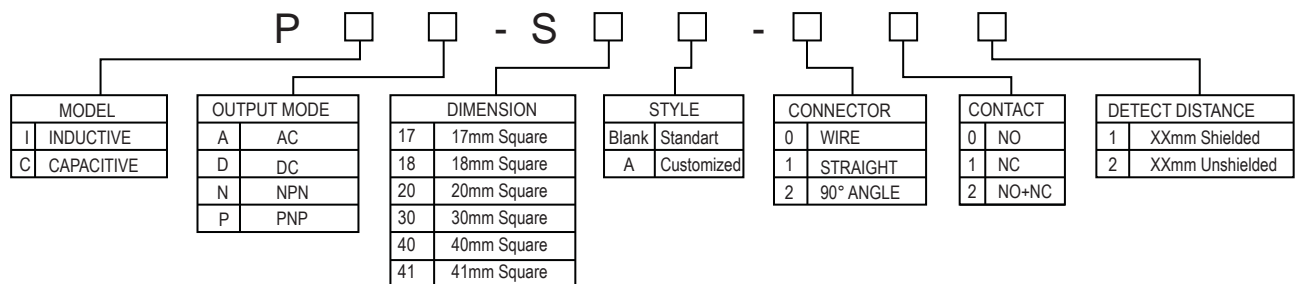 P □ □ - S □ □ - □ □ □
MODEL
I INDUCTIVE
C CAPACITIVE
OUTPUT MODE
A AC
D DC
N NPN
P PNP
DIMENSION
17 17mm Square
18 18mm Square
20 20mm Square
30 30mm Square
40 40mm Square
41 41mm Square
STYLE
Blank Standart
A Customized
CONNECTOR
0 WIRE
1 STRAIGHT
2 90° ANGLE
CONTACT
0 NO
1 NC
2 NO+NC
DETECT DISTANCE
1 XXmm Shielded
2 XXmm Unshielded